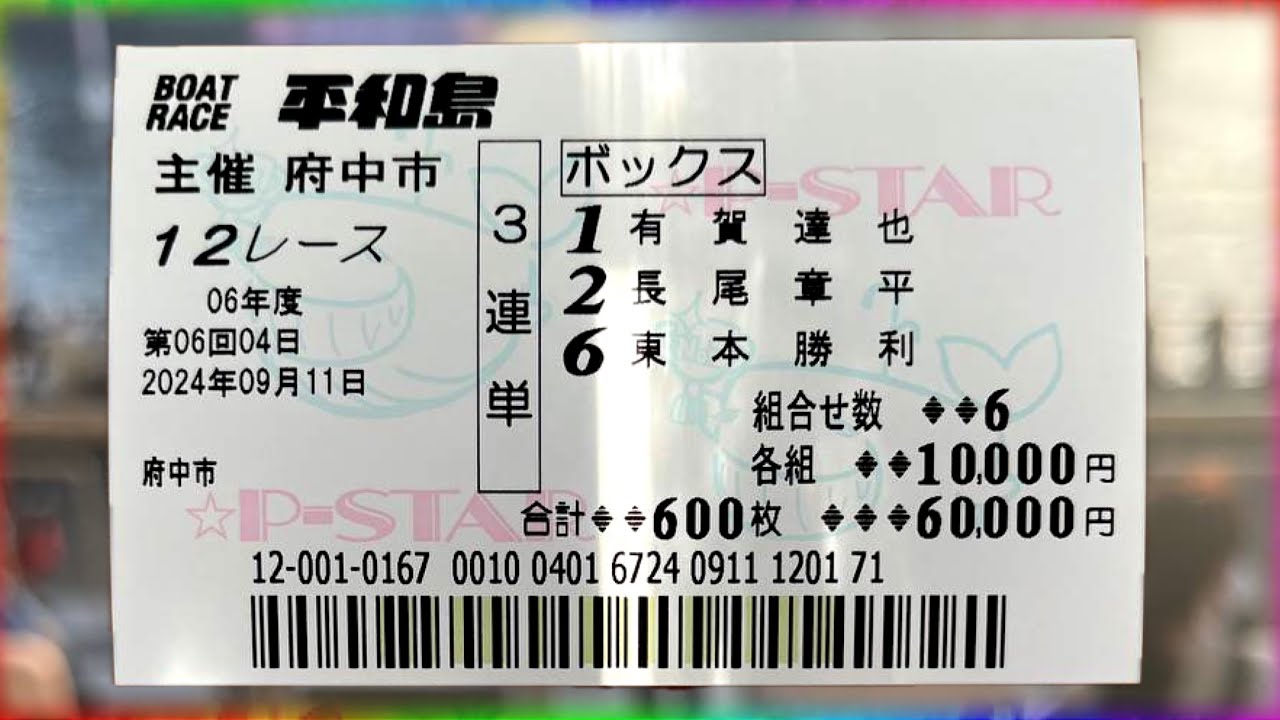 BOAT RACE 平和島
主催 府中市
12レース
06年度
第06回04日
2024年09月11日
府中市
3連単
ボックス
1 有賀達也
2 長尾章平
6 東本勝利
組合せ数 ♦♦6
各組 ♦♦10,000円
合計♦♦600枚 ♦♦♦60,000円
☆P-STAR
☆P-STAR
12-001-0167 0010 0401 6724 0911 1201 71